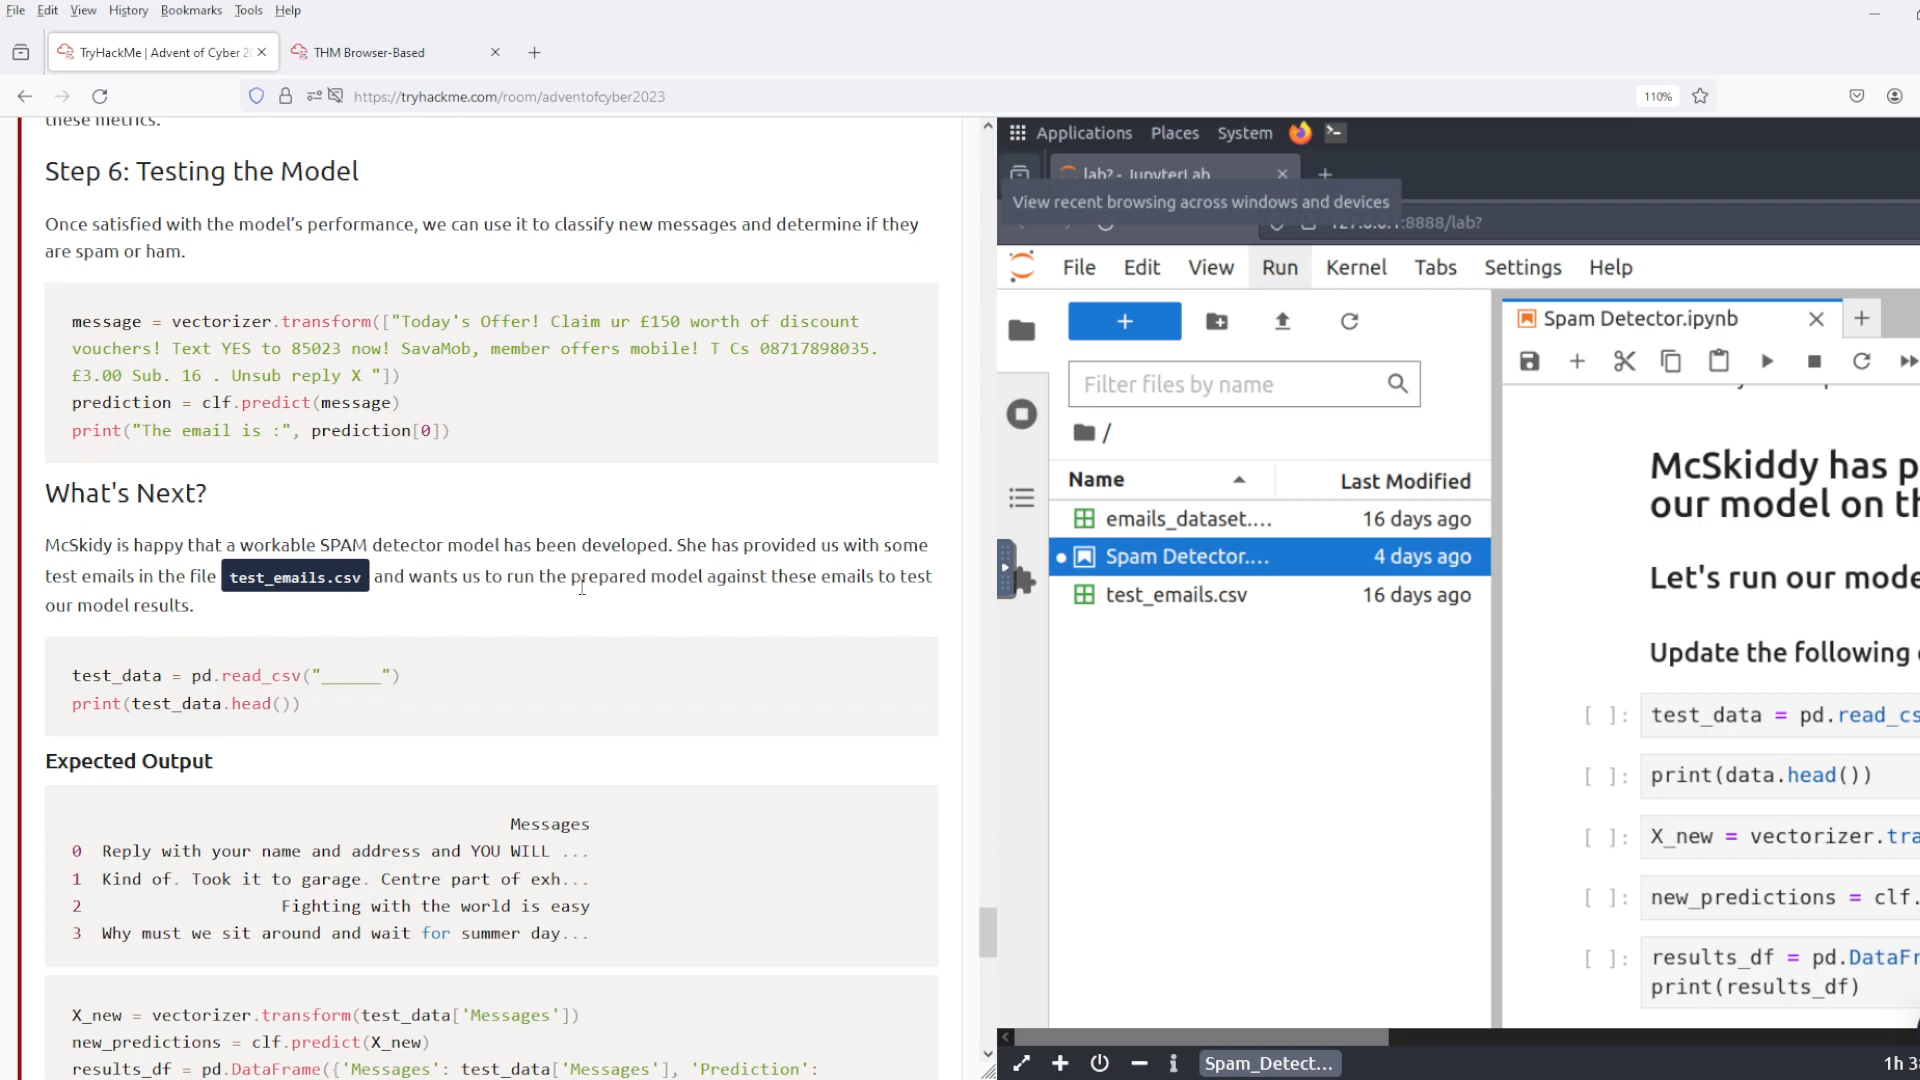 File Edit View History Bookmarks Tools Help
TryHackMe | Advent of Cyber 2
THM Browser-Based
https://tryhackme.com/room/adventofcyber2023
110%
these metrics.
Step 6: Testing the Model
Once satisfied with the model's performance, we can use it to classify new messages and determine if they
are spam or ham.
message = vectorizer.transform(["Today's Offer! Claim ur £150 worth of discount
vouchers! Text YES to 85023 now! SavaMob, member offers mobile! T Cs 08717898035.
£3.00 Sub. 16 . Unsub reply X "])
prediction = clf.predict(message)
print("The email is :", prediction[0])
What's Next?
McSkidy is happy that a workable SPAM detector model has been developed. She has provided us with some
test emails in the file test_emails.csv and wants us to run the prepared model against these emails to test
our model results.
test_data = pd.read_csv("______")
print(test_data.head())
Expected Output
Messages
0 Reply with your name and address and YOU WILL ...
1 Kind of. Took it to garage. Centre part of exh...
2 Fighting with the world is easy
3 Why must we sit around and wait for summer day...
X_new = vectorizer.transform(test_data['Messages'])
new_predictions = clf.predict(X_new)
results_df = pd.DataFrame({'Messages': test_data['Messages'], 'Prediction':
Applications Places System
lab? - JupyterLab
View recent browsing across windows and devices
:8888/lab?
File Edit View Run Kernel Tabs Settings Help
Filter files by name
/
Name Last Modified
emails_dataset.... 16 days ago
Spam Detector.... 4 days ago
test_emails.csv 16 days ago
Spam Detector.ipynb
McSkiddy has p
our model on th
Let's run our mode
Update the following
[ ]: test_data = pd.read_cs
[ ]: print(data.head())
[ ]: X_new = vectorizer.tra
[ ]: new_predictions = clf.
[ ]: results_df = pd.DataFr
print(results_df)
Spam_Detect...
1h 3